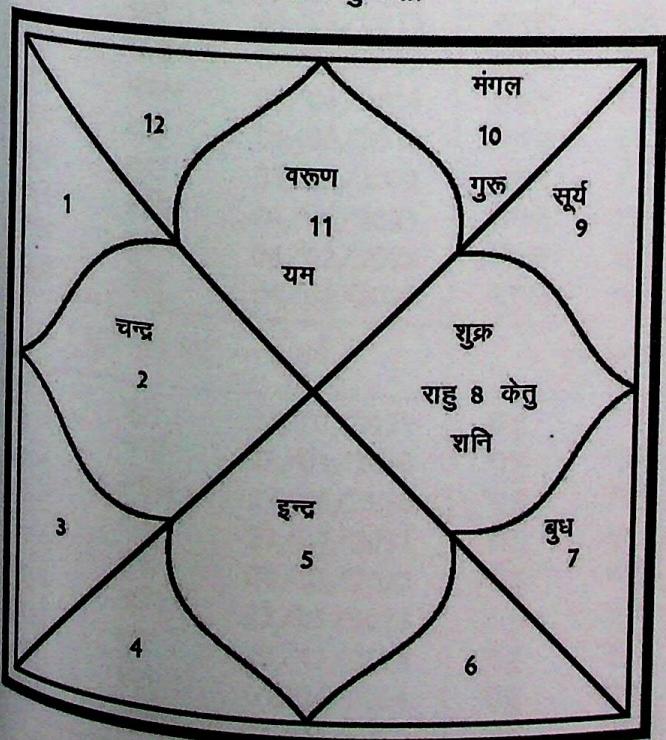 मंगल
12
10
वरूण
गुरू
सूर्य
1
11
9
यम
चन्द्र
शुक्र
2
राहु 8 केतु
शनि
इन्द्र
3
बुध
5
7
4
6